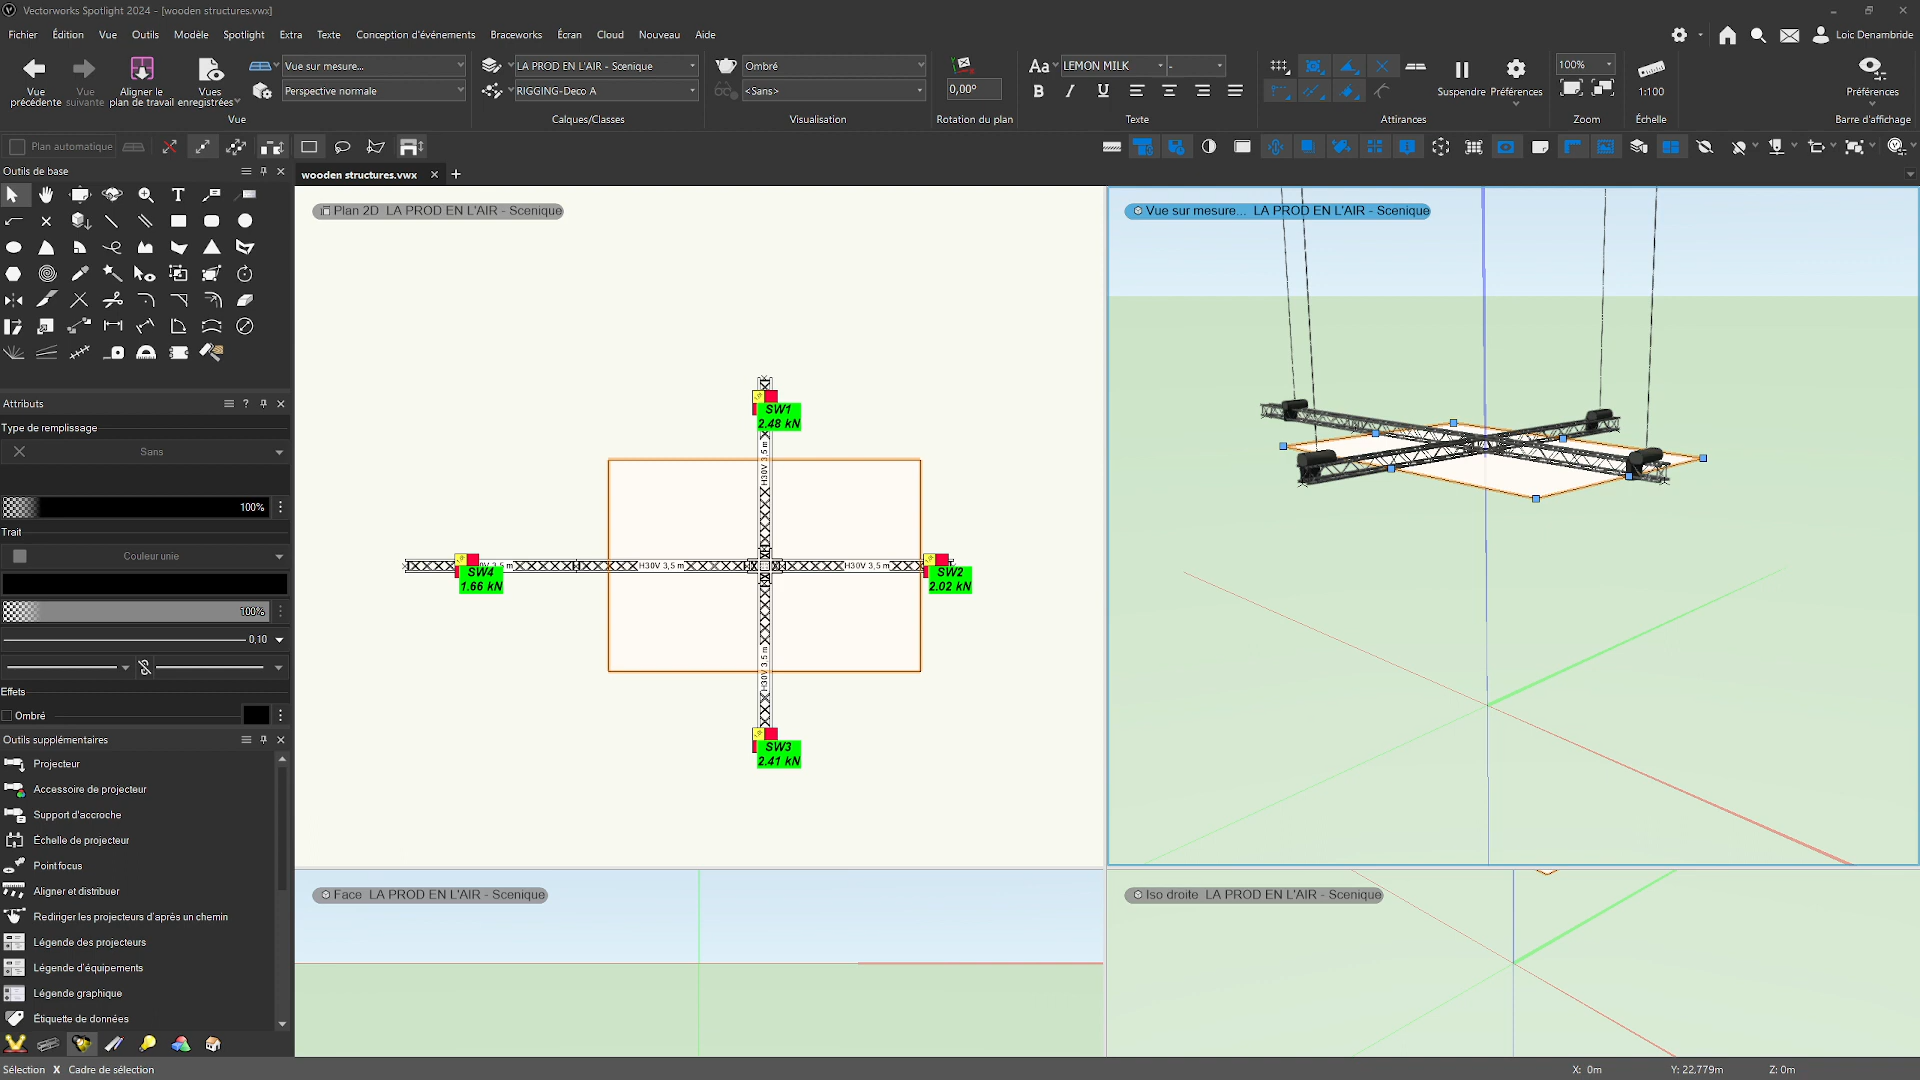 Vectorworks Spotlight 2024 - [wooden structures.vwx]
Fichier Édition Vue Outils Modèle Spotlight Extra Texte Conception d'événements Braceworks Écran Cloud Nouveau Aide
Loic Denambride
Vue précédente
Vue suivante
Aligner le plan de travail
Vues enregistrées
Vue sur mesure...
Perspective normale
Vue
LA PROD EN L'AIR - Scenique
RIGGING-Deco A
Calques/Classes
Ombré
<Sans>
Visualisation
0,00°
Rotation du plan
Aa LEMON MILK -
B I U
Texte
Suspendre
Préférences
Attirances
100%
Zoom
1:100
Échelle
Préférences
Barre d'affichage
Plan automatique
Outils de base
wooden structures.vwx
Attributs
Type de remplissage
Sans
100%
Trait
Couleur unie
100%
0,10
Effets
Ombré
Outils supplémentaires
Projecteur
Accessoire de projecteur
Support d'accroche
Échelle de projecteur
Point focus
Aligner et distribuer
Rediriger les projecteurs d'après un chemin
Légende des projecteurs
Légende d'équipements
Légende graphique
Étiquette de données
Plan 2D LA PROD EN L'AIR - Scenique
SW1
2.48 kN
H30V 3,5 m
SW4
1.66 kN
H30V 3,5 m
H30V 3,5 m
SW2
2.02 kN
H30V 3,5 m
SW3
2.41 kN
Vue sur mesure... LA PROD EN L'AIR - Scenique
Face LA PROD EN L'AIR - Scenique
Iso droite LA PROD EN L'AIR - Scenique
Sélection X Cadre de sélection
X: 0m Y: 22,779m Z: 0m